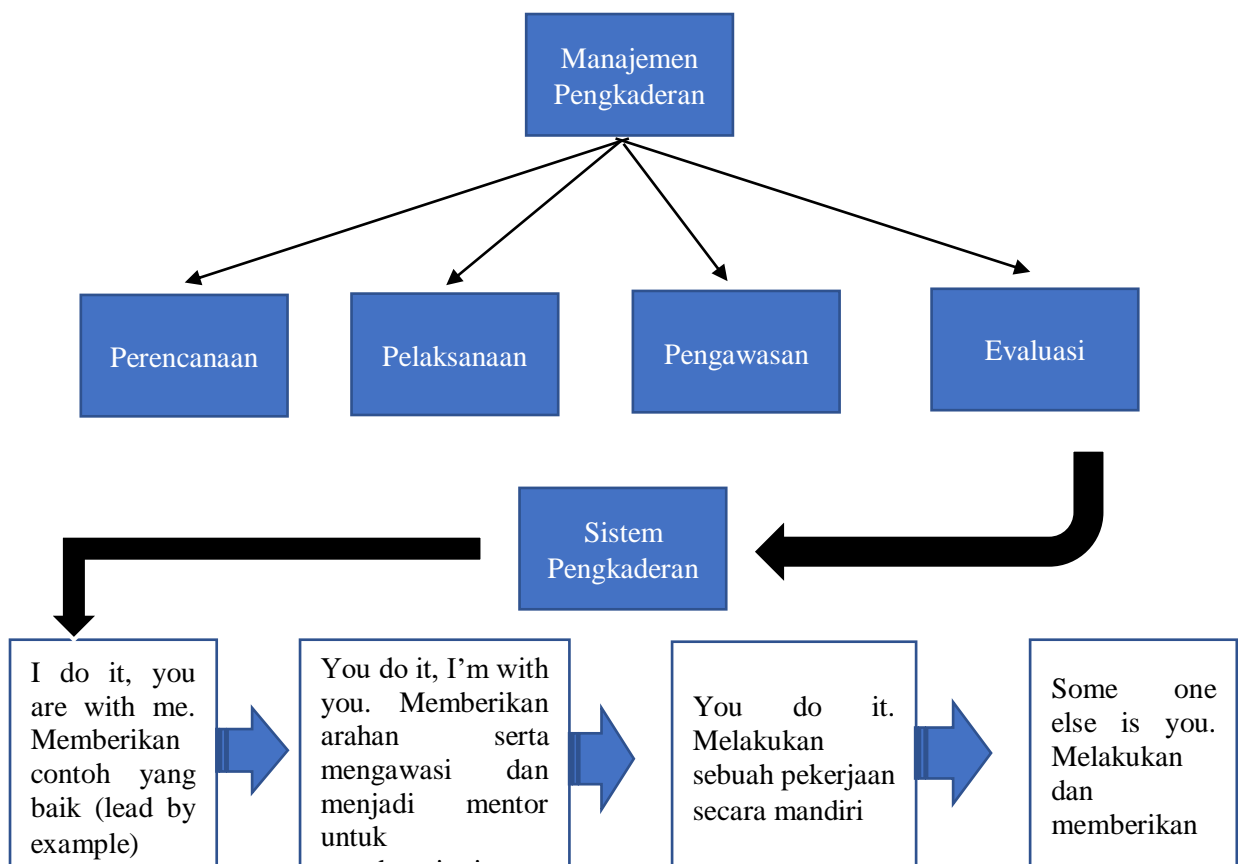 Manajemen
Pengkaderan
Perencanaan
Pelaksanaan
Pengawasan
Evaluasi
Sistem
Pengkaderan
I do it, you
are with me.
Memberikan
contoh yang
baik (lead by
example)
You do it, I’m with
you. Memberikan
arahan serta
mengawasi dan
menjadi mentor
untuk
You do it.
Melakukan
sebuah pekerjaan
secara mandiri
Some one
else is you.
Melakukan
dan
memberikan